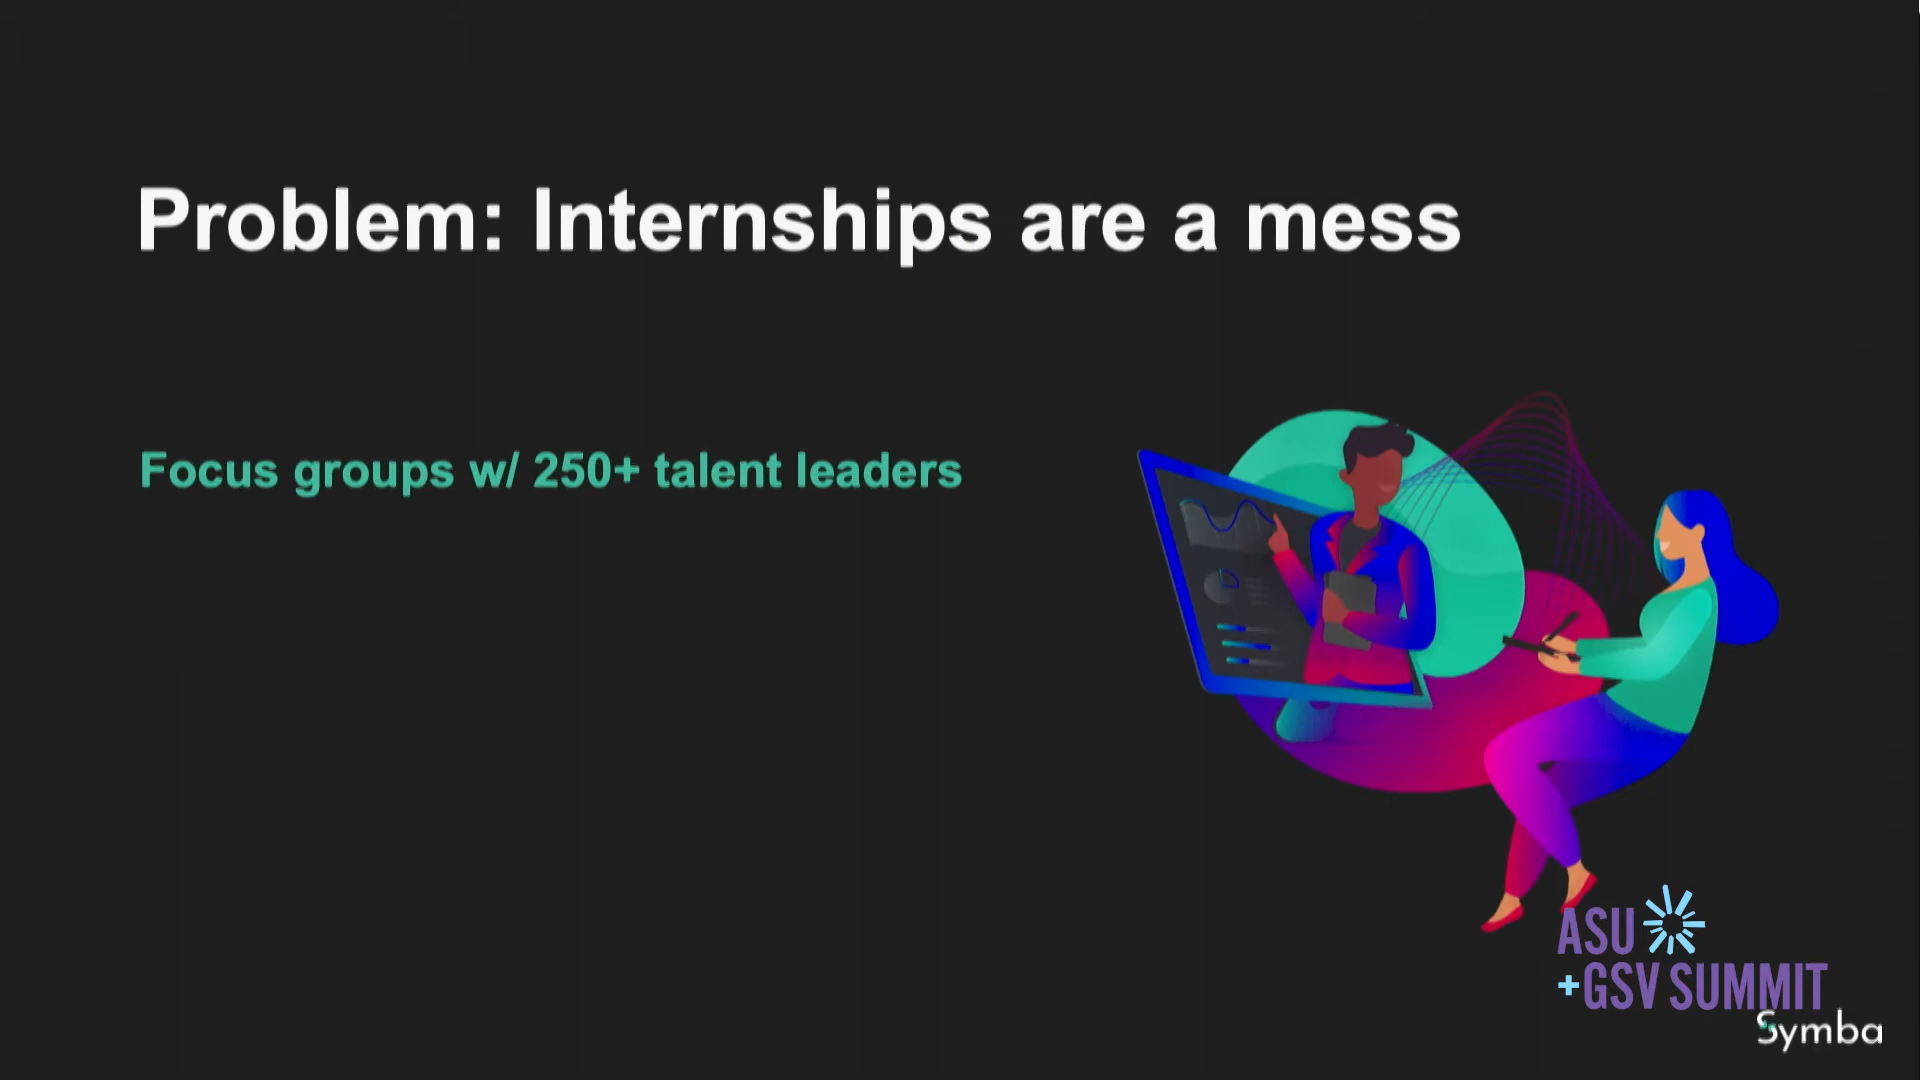 Problem: Internships are a mess
Focus groups w/ 250+ talent leaders
ASU
+GSV SUMMIT
Symba